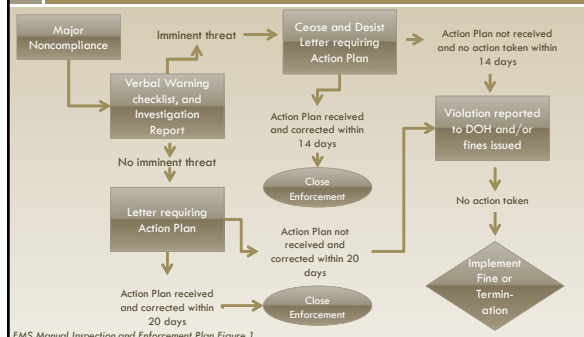 Major
Noncompliance
Imminent threat
Cease and Desist
Letter requiring
Action Plan
Action Plan not received
and no action taken within
14 days
Verbal Warning
checklist, and
Investigation
Report
Action Plan received
and corrected within
14 days
Violation reported
to DOH and/or
fines issued
No imminent threat
Close
Enforcement
No action taken
Letter requiring
Action Plan
Action Plan not
received and
corrected within 20
days
Implement
Fine or
Termin-
ation
Action Plan received
and corrected within
20 days
Close
Enforcement
EMS Manual Inspection and Enforcement Plan Figure 1